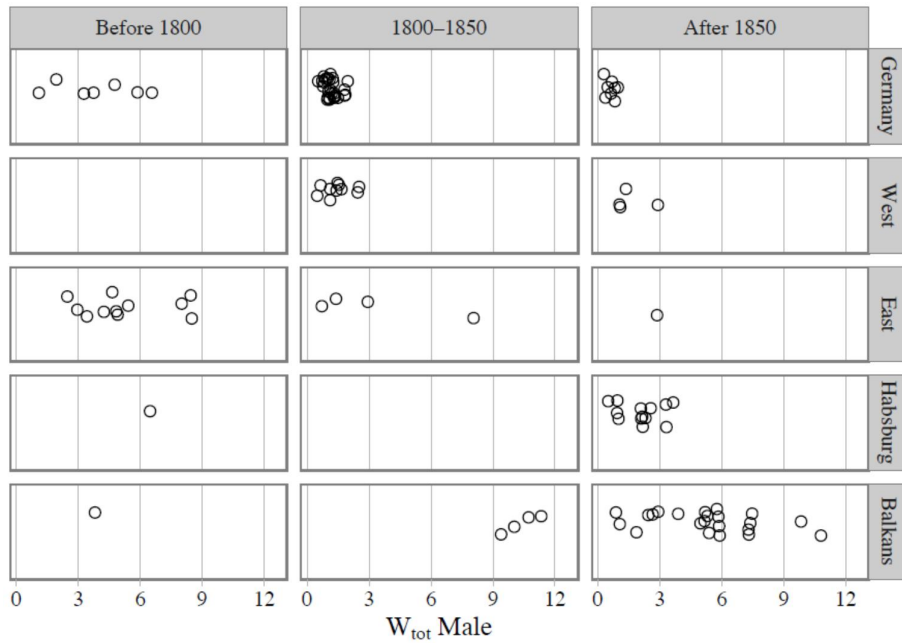 Before 1800 1800–1850 After 1850
Germany
West
East
Habsburg
Balkans
0 3 6 9 12 0 3 6 9 12 0 3 6 9 12
W_tot Male